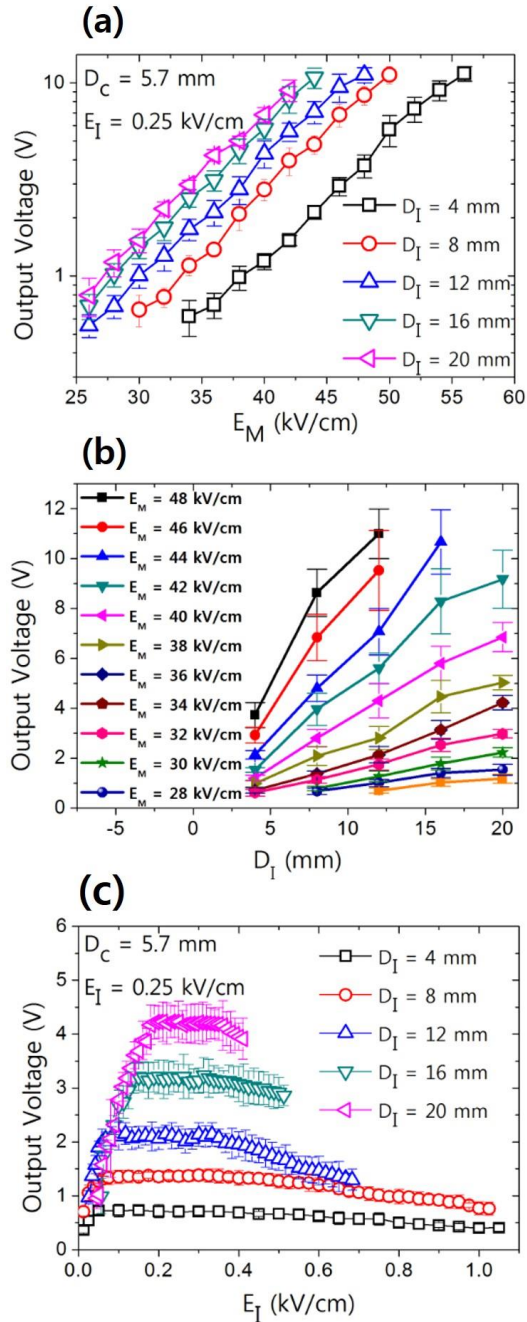 (a)
D_c = 5.7 mm
E_I = 0.25 kV/cm
D_I = 4 mm
D_I = 8 mm
D_I = 12 mm
D_I = 16 mm
D_I = 20 mm
Output Voltage (V)
10
1
25 30 35 40 45 50 55 60
E_M (kV/cm)
(b)
E_M = 48 kV/cm
E_M = 46 kV/cm
E_M = 44 kV/cm
E_M = 42 kV/cm
E_M = 40 kV/cm
E_M = 38 kV/cm
E_M = 36 kV/cm
E_M = 34 kV/cm
E_M = 32 kV/cm
E_M = 30 kV/cm
E_M = 28 kV/cm
Output Voltage (V)
12
10
8
6
4
2
0
-5 0 5 10 15 20
D_I (mm)
(c)
D_c = 5.7 mm
E_I = 0.25 kV/cm
D_I = 4 mm
D_I = 8 mm
D_I = 12 mm
D_I = 16 mm
D_I = 20 mm
Output Voltage (V)
6
5
4
3
2
1
0
0.0 0.2 0.4 0.6 0.8 1.0
E_I (kV/cm)